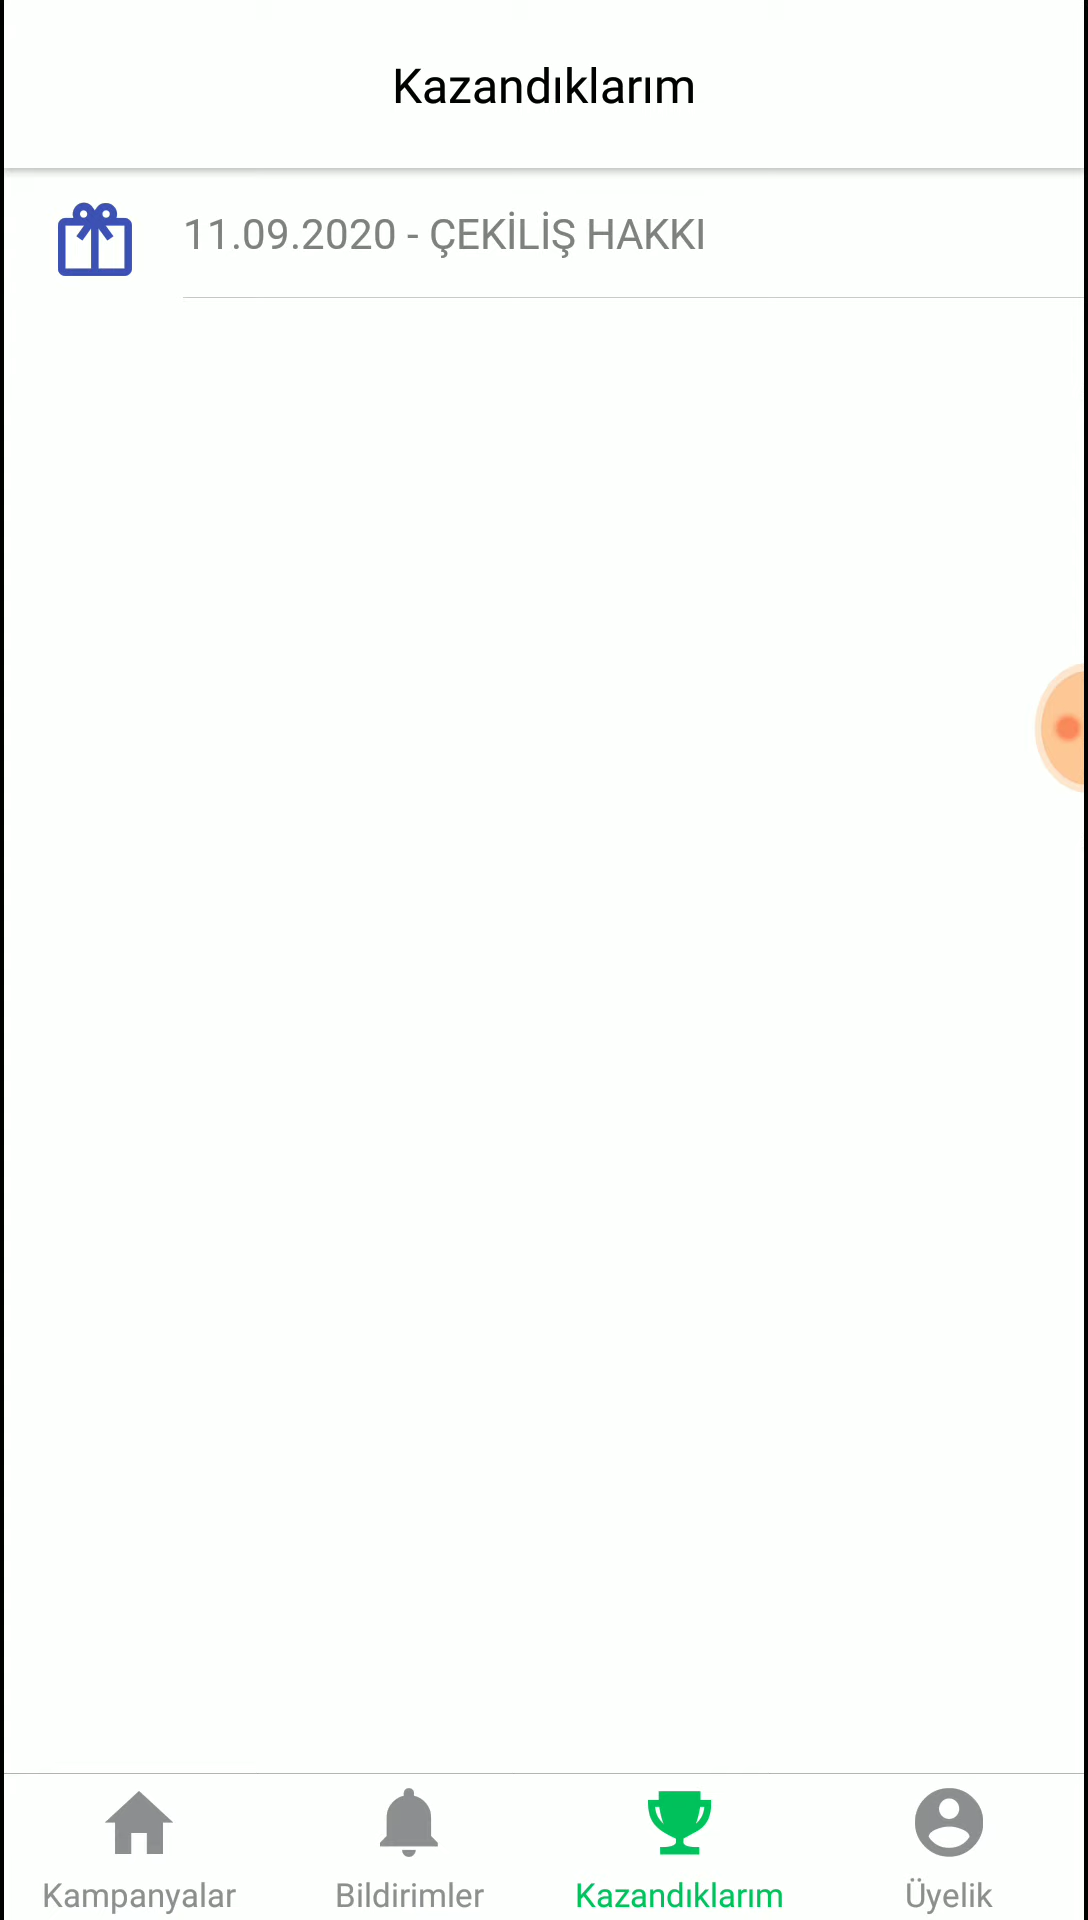 Kazandıklarım
11.09.2020 - ÇEKİLİŞ HAKKI
Kampanyalar Bildirimler Kazandıklarım Üyelik